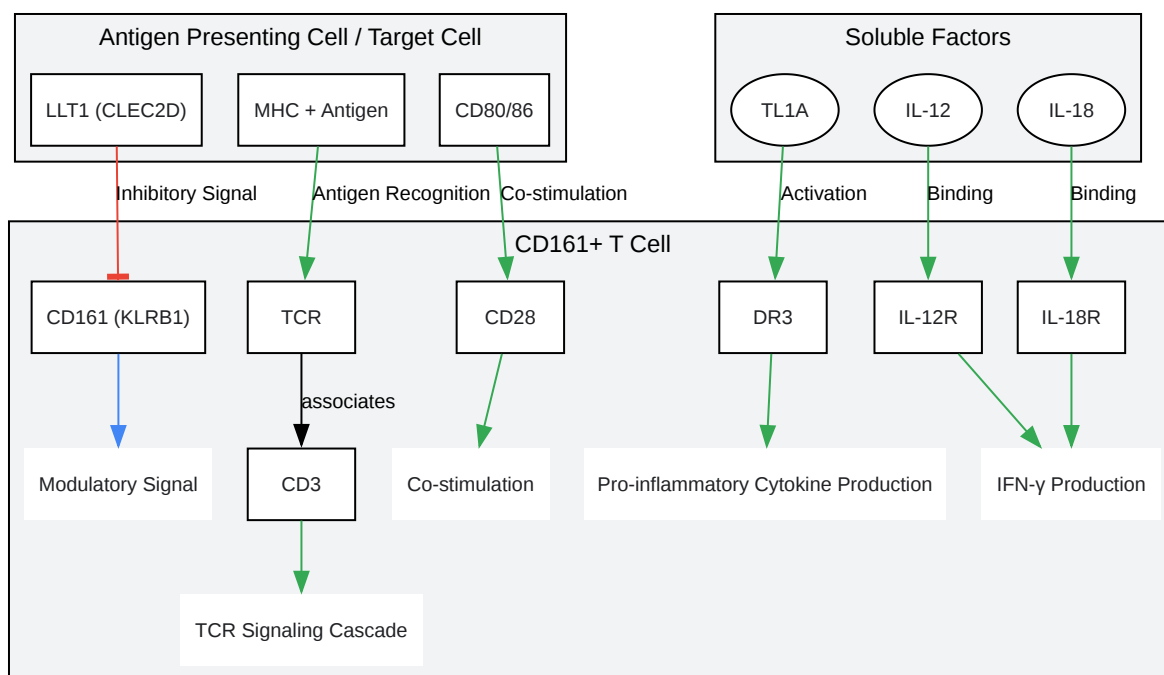 Antigen Presenting Cell / Target Cell
Soluble Factors
LLT1 (CLEC2D)
MHC + Antigen
CD80/86
TL1A
IL-12
IL-18
Inhibitory Signal
Antigen Recognition
Co-stimulation
Activation
Binding
Binding
CD161+ T Cell
CD161 (KLRB1)
TCR
CD28
DR3
IL-12R
IL-18R
associates
Modulatory Signal
CD3
Co-stimulation
Pro-inflammatory Cytokine Production
IFN-γ Production
TCR Signaling Cascade